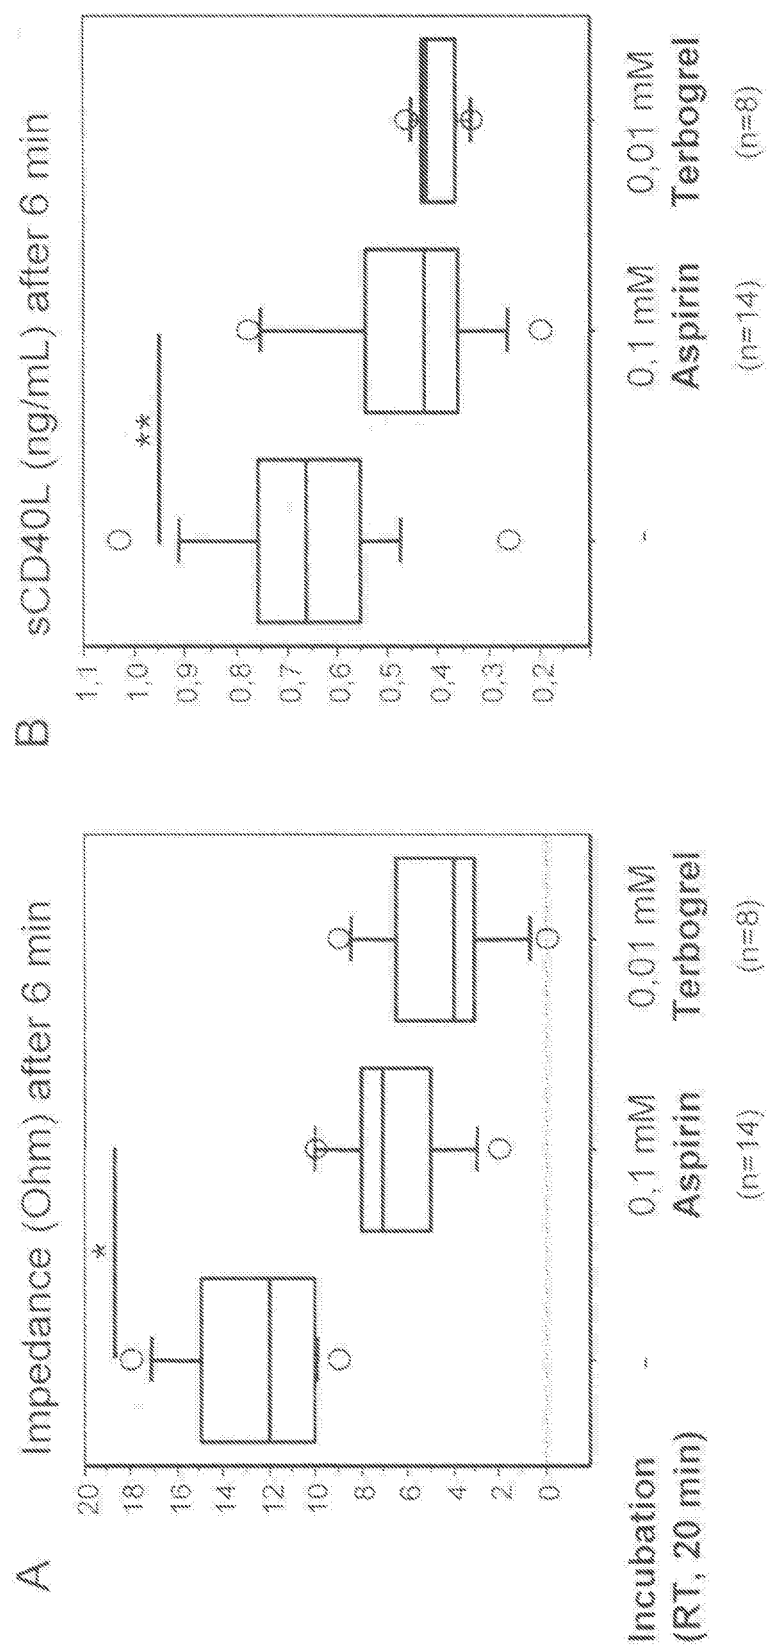 A
Impedance (Ohm) after 6 min
20
18
16
14
12
10
8
6
4
2
0
*
Incubation
(RT, 20 min)
-
0,1 mM
Aspirin
(n=14)
0,01 mM
Terbogrel
(n=8)
B
sCD40L (ng/mL) after 6 min
1,1
1,0
0,9
0,8
0,7
0,6
0,5
0,4
0,3
0,2
**
-
0,1 mM
Aspirin
(n=14)
0,01 mM
Terbogrel
(n=8)